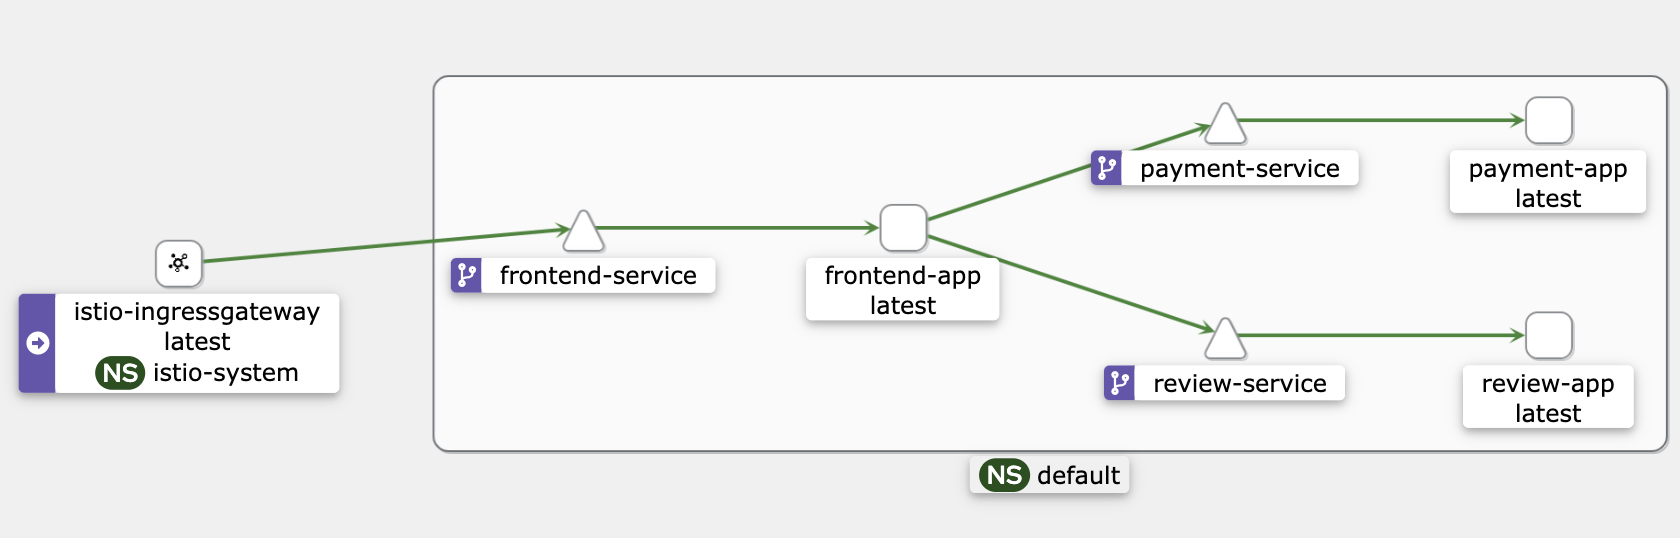 istio-ingressgateway
latest
NS istio-system
frontend-service
frontend-app
latest
payment-service
payment-app
latest
review-service
review-app
latest
NS default